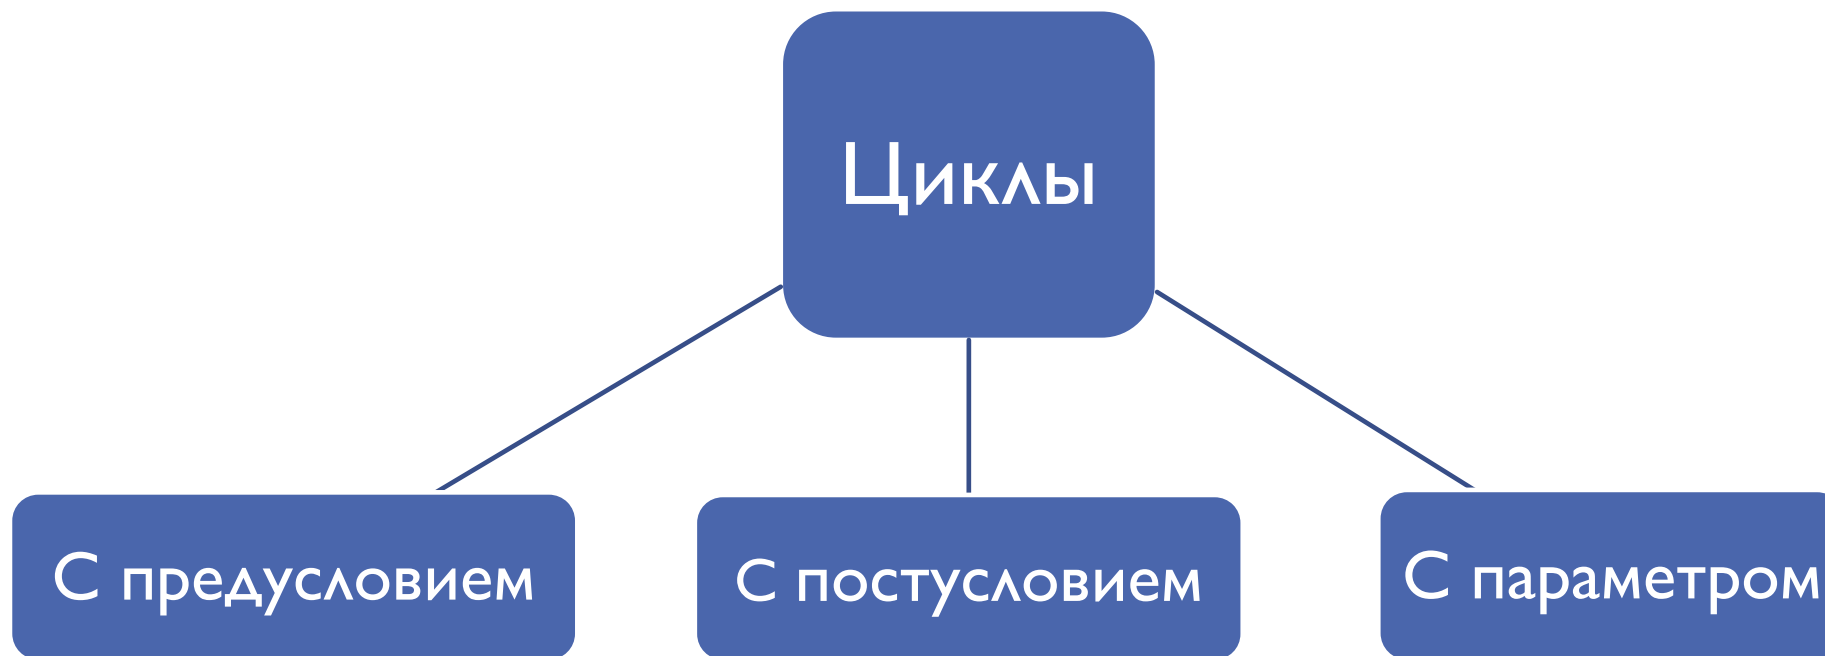 Циклы
С предусловием
С постусловием
С параметром